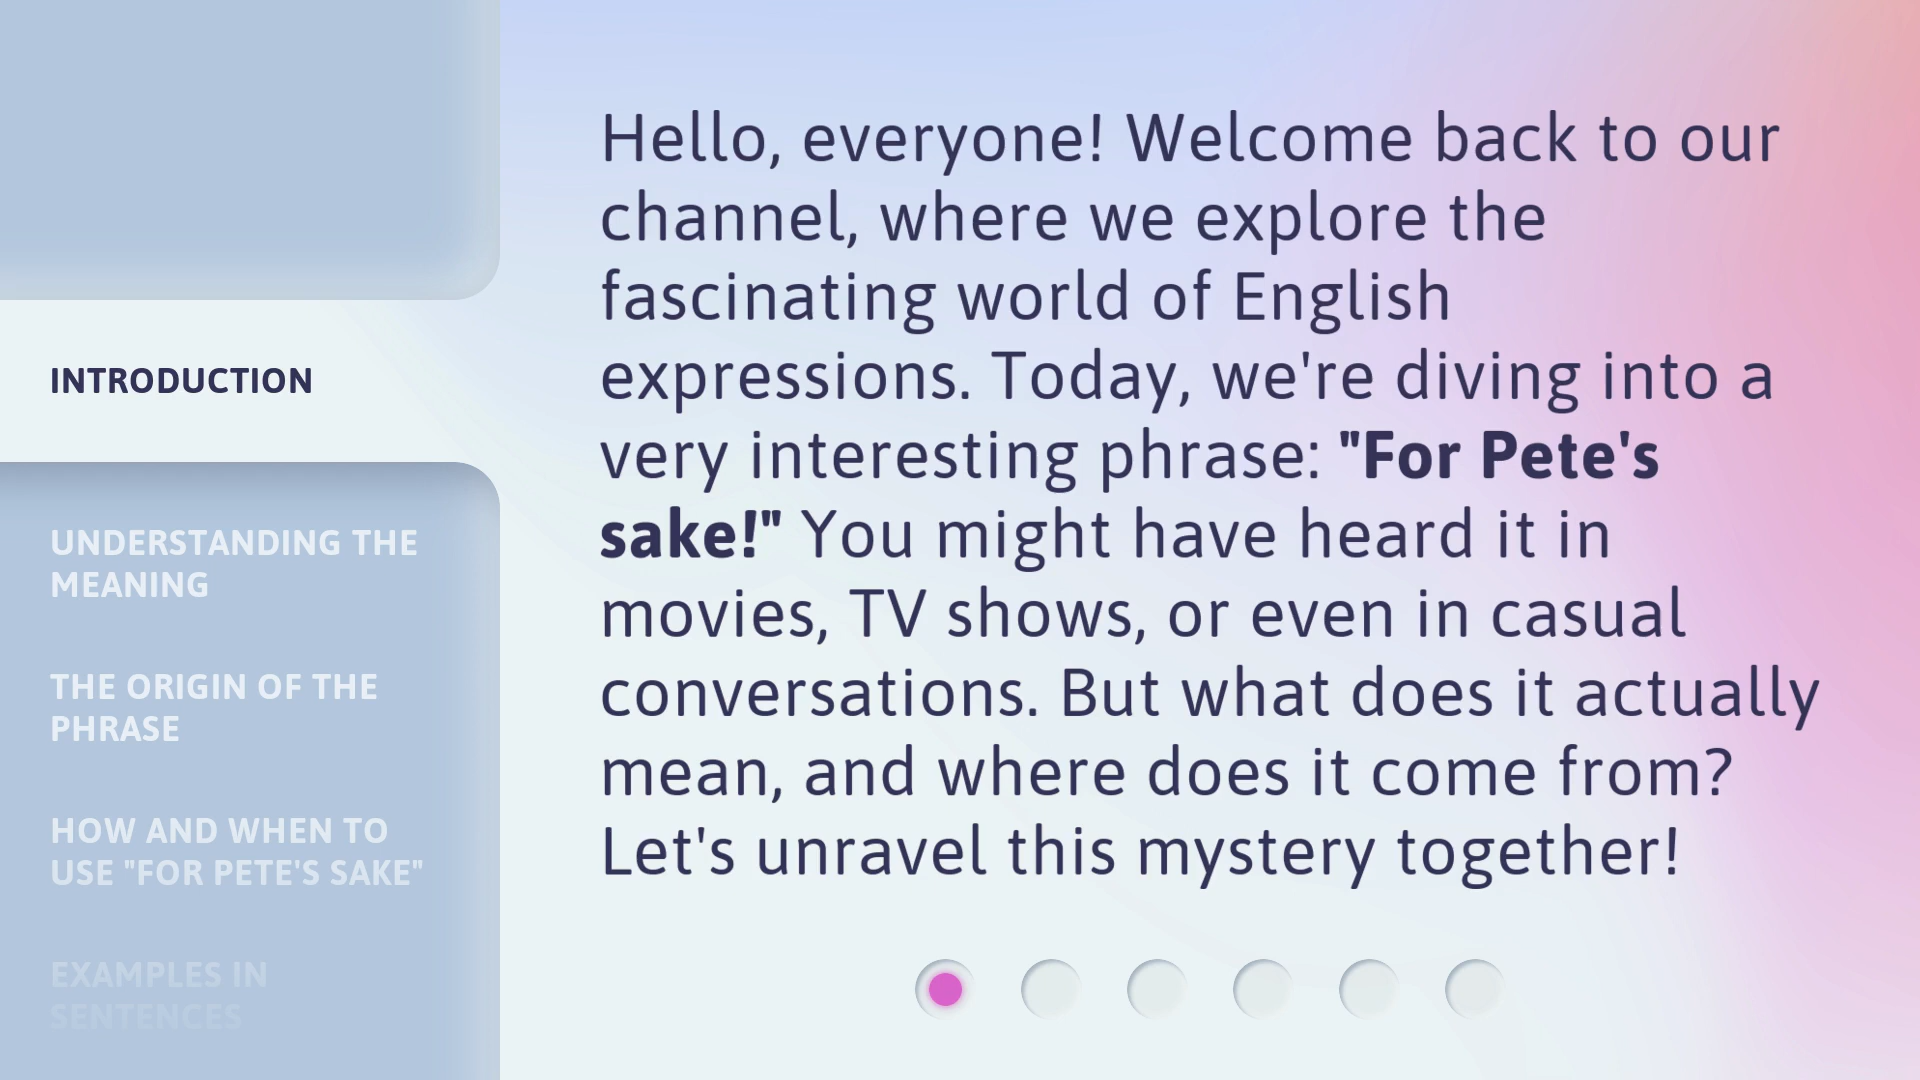 INTRODUCTION
UNDERSTANDING THE
MEANING
THE ORIGIN OF THE
PHRASE
HOW AND WHEN TO
USE "FOR PETE'S SAKE"
EXAMPLES IN
SENTENCES
Hello, everyone! Welcome back to our
channel, where we explore the
fascinating world of English
expressions. Today, we're diving into a
very interesting phrase: "For Pete's
sake!" You might have heard it in
movies, TV shows, or even in casual
conversations. But what does it actually
mean, and where does it come from?
Let's unravel this mystery together!